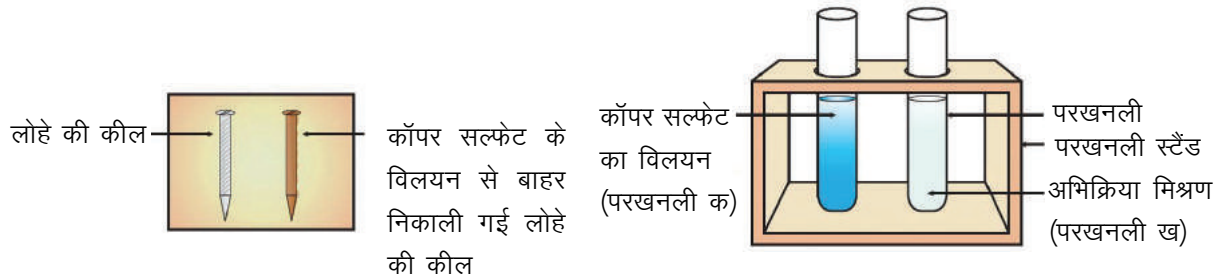 लोहे की कील
कॉपर सल्फेट के
विलयन से बाहर
निकाली गई लोहे
की कील
कॉपर सल्फेट
का विलयन
(परखनली क)
परखनली
परखनली स्टैंड
अभिक्रिया मिश्रण
(परखनली ख)